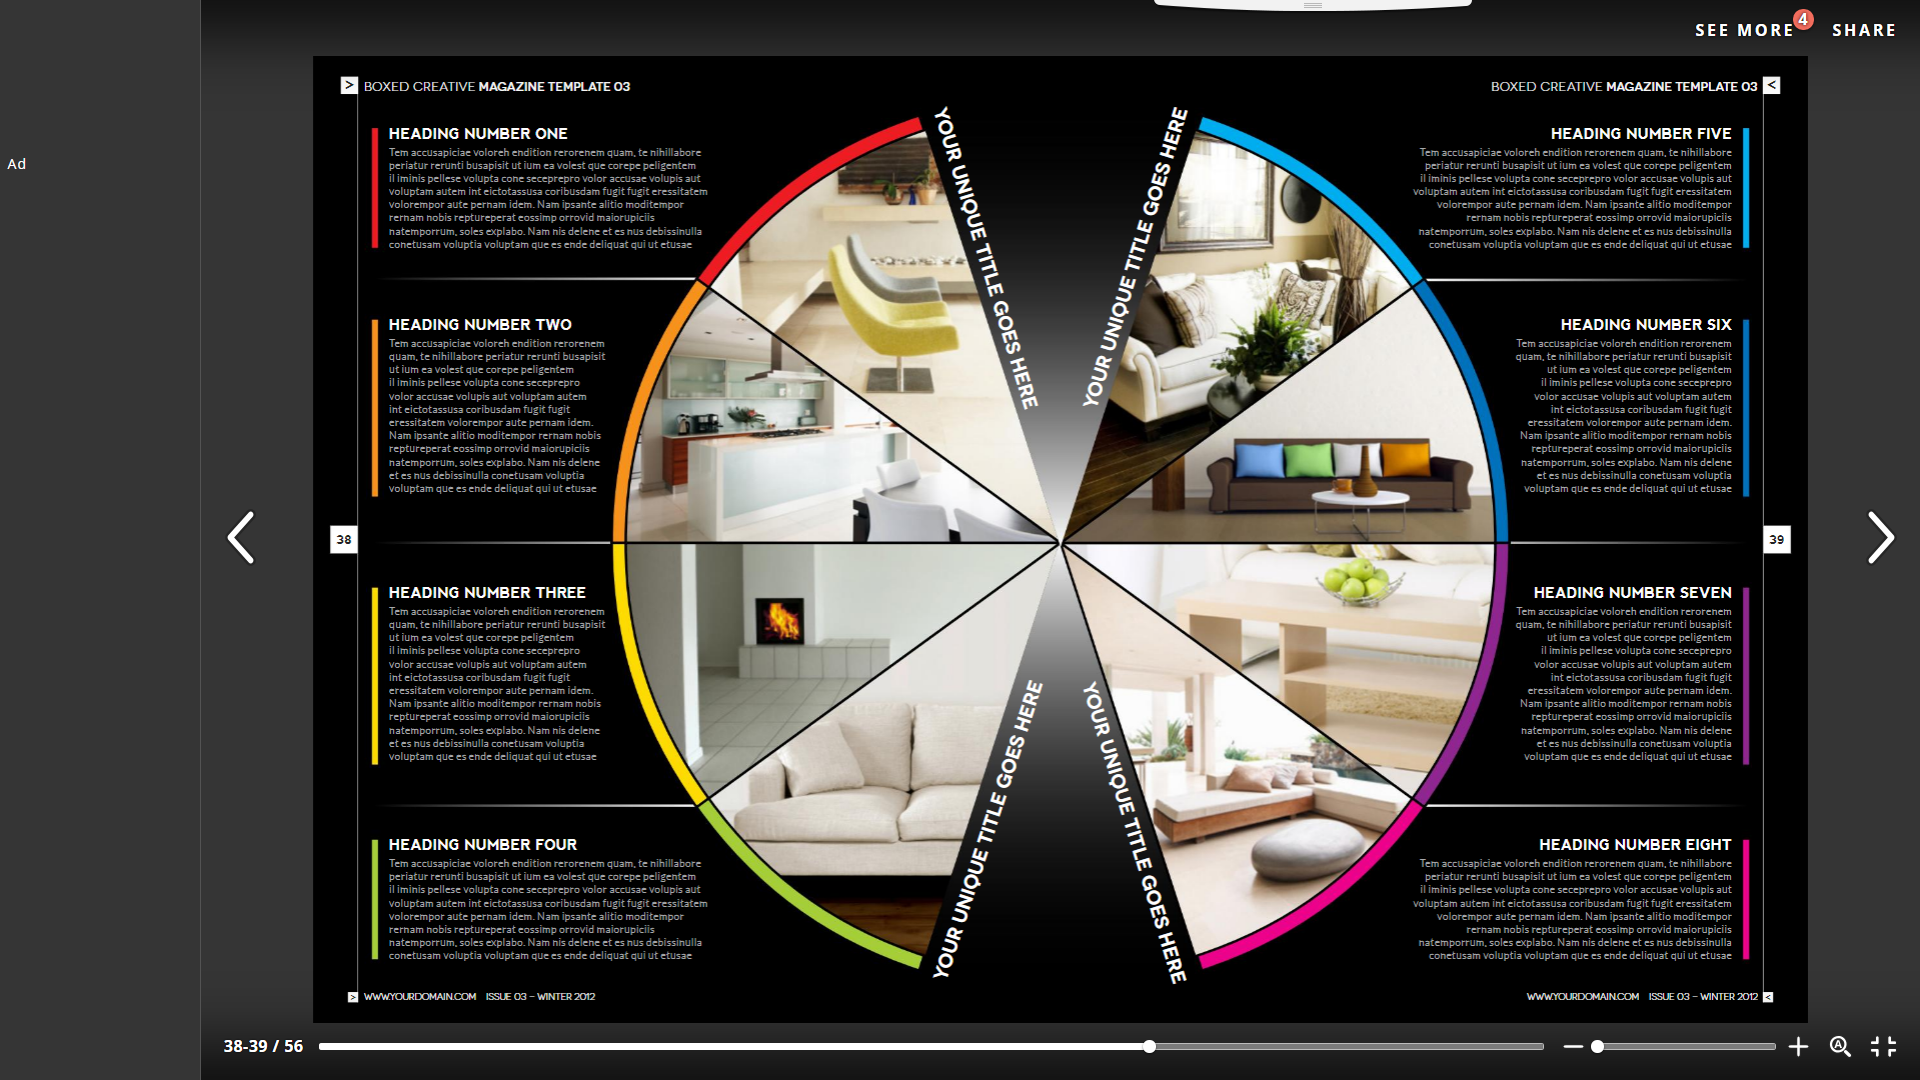 SEE MORE 4 SHARE
Ad
> BOXED CREATIVE MAGAZINE TEMPLATE 03
BOXED CREATIVE MAGAZINE TEMPLATE 03 <
HEADING NUMBER ONE
Tem accusapiciae voloreh endition rerorenem quam, te nihillabore
periatur rerunti busapisit ut ium ea volest que corepe peligentem
il iminis pellese volupta cone seceprepro volor accusae volupis aut
voluptam autem int eictotassusa coribusdam fugit fugit eressitatem
volorempor aute pernam idem. Nam ipsante alitio moditempor
rernam nobis reptureperat eossimp orrovid maiorupiciis
natemporrum, soles explabo. Nam nis delene et es nus debissinulla
conetusam voluptia voluptam que es ende deliquat qui ut etusae
HEADING NUMBER TWO
Tem accusapiciae voloreh endition rerorenem
quam, te nihillabore periatur rerunti busapisit
ut ium ea volest que corepe peligentem
il iminis pellese volupta cone seceprepro
volor accusae volupis aut voluptam autem
int eictotassusa coribusdam fugit fugit
eressitatem volorempor aute pernam idem.
Nam ipsante alitio moditempor rernam nobis
reptureperat eossimp orrovid maiorupiciis
natemporrum, soles explabo. Nam nis delene
et es nus debissinulla conetusam voluptia
voluptam que es ende deliquat qui ut etusae
38
HEADING NUMBER THREE
Tem accusapiciae voloreh endition rerorenem
quam, te nihillabore periatur rerunti busapisit
ut ium ea volest que corepe peligentem
il iminis pellese volupta cone seceprepro
volor accusae volupis aut voluptam autem
int eictotassusa coribusdam fugit fugit
eressitatem volorempor aute pernam idem.
Nam ipsante alitio moditempor rernam nobis
reptureperat eossimp orrovid maiorupiciis
natemporrum, soles explabo. Nam nis delene
et es nus debissinulla conetusam voluptia
voluptam que es ende deliquat qui ut etusae
HEADING NUMBER FOUR
Tem accusapiciae voloreh endition rerorenem quam, te nihillabore
periatur rerunti busapisit ut ium ea volest que corepe peligentem
il iminis pellese volupta cone seceprepro volor accusae volupis aut
voluptam autem int eictotassusa coribusdam fugit fugit eressitatem
volorempor aute pernam idem. Nam ipsante alitio moditempor
rernam nobis reptureperat eossimp orrovid maiorupiciis
natemporrum, soles explabo. Nam nis delene et es nus debissinulla
conetusam voluptia voluptam que es ende deliquat qui ut etusae
YOUR UNIQUE TITLE GOES HERE
YOUR UNIQUE TITLE GOES HERE
YOUR UNIQUE TITLE GOES HERE
YOUR UNIQUE TITLE GOES HERE
HEADING NUMBER FIVE
Tem accusapiciae voloreh endition rerorenem quam, te nihillabore
periatur rerunti busapisit ut ium ea volest que corepe peligentem
il iminis pellese volupta cone seceprepro volor accusae volupis aut
voluptam autem int eictotassusa coribusdam fugit fugit eressitatem
volorempor aute pernam idem. Nam ipsante alitio moditempor
rernam nobis reptureperat eossimp orrovid maiorupiciis
natemporrum, soles explabo. Nam nis delene et es nus debissinulla
conetusam voluptia voluptam que es ende deliquat qui ut etusae
HEADING NUMBER SIX
Tem accusapiciae voloreh endition rerorenem
quam, te nihillabore periatur rerunti busapisit
ut ium ea volest que corepe peligentem
il iminis pellese volupta cone seceprepro
volor accusae volupis aut voluptam autem
int eictotassusa coribusdam fugit fugit
eressitatem volorempor aute pernam idem.
Nam ipsante alitio moditempor rernam nobis
reptureperat eossimp orrovid maiorupiciis
natemporrum, soles explabo. Nam nis delene
et es nus debissinulla conetusam voluptia
voluptam que es ende deliquat qui ut etusae
39
HEADING NUMBER SEVEN
Tem accusapiciae voloreh endition rerorenem
quam, te nihillabore periatur rerunti busapisit
ut ium ea volest que corepe peligentem
il iminis pellese volupta cone seceprepro
volor accusae volupis aut voluptam autem
int eictotassusa coribusdam fugit fugit
eressitatem volorempor aute pernam idem.
Nam ipsante alitio moditempor rernam nobis
reptureperat eossimp orrovid maiorupiciis
natemporrum, soles explabo. Nam nis delene
et es nus debissinulla conetusam voluptia
voluptam que es ende deliquat qui ut etusae
HEADING NUMBER EIGHT
Tem accusapiciae voloreh endition rerorenem quam, te nihillabore
periatur rerunti busapisit ut ium ea volest que corepe peligentem
il iminis pellese volupta cone seceprepro volor accusae volupis aut
voluptam autem int eictotassusa coribusdam fugit fugit eressitatem
volorempor aute pernam idem. Nam ipsante alitio moditempor
rernam nobis reptureperat eossimp orrovid maiorupiciis
natemporrum, soles explabo. Nam nis delene et es nus debissinulla
conetusam voluptia voluptam que es ende deliquat qui ut etusae
> WWW.YOURDOMAIN.COM ISSUE 03 – WINTER 2012
WWW.YOURDOMAIN.COM ISSUE 03 – WINTER 2012 <
38-39 / 56